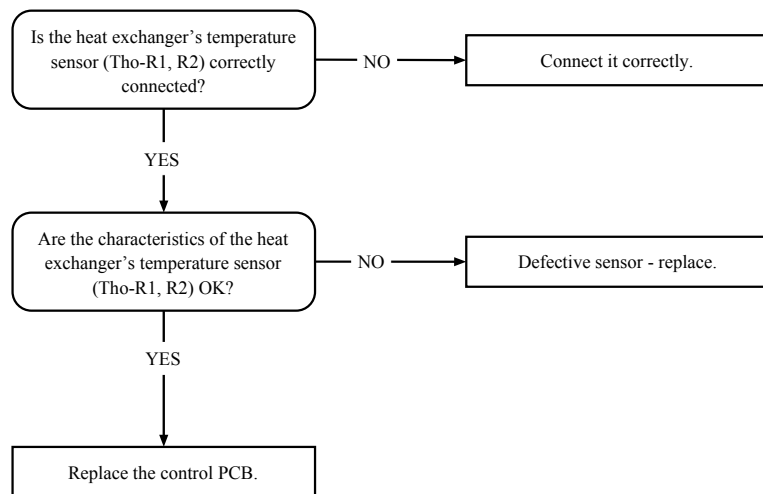 Is the heat exchanger's temperature
sensor (Tho-R1, R2) correctly
connected?
NO
Connect it correctly.
YES
Are the characteristics of the heat
exchanger's temperature sensor
(Tho-R1, R2) OK?
NO
Defective sensor - replace.
YES
Replace the control PCB.